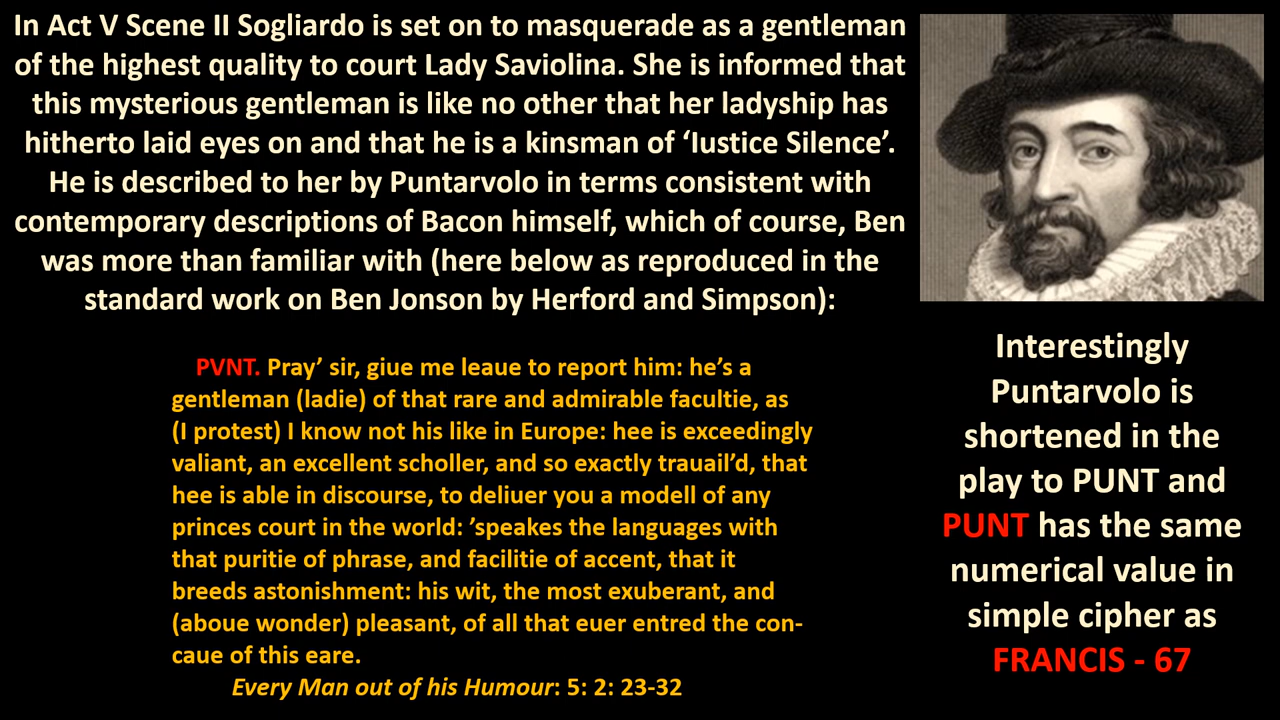 In Act V Scene II Sogliardo is set on to masquerade as a gentleman
of the highest quality to court Lady Saviolina. She is informed that
this mysterious gentleman is like no other that her ladyship has
hitherto laid eyes on and that he is a kinsman of ‘Iustice Silence’.
He is described to her by Puntarvolo in terms consistent with
contemporary descriptions of Bacon himself, which of course, Ben
was more than familiar with (here below as reproduced in the
standard work on Ben Jonson by Herford and Simpson):
PVNT. Pray’ sir, giue me leaue to report him: he’s a
gentleman (ladie) of that rare and admirable facultie, as
(I protest) I know not his like in Europe: hee is exceedingly
valiant, an excellent scholler, and so exactly trauail’d, that
hee is able in discourse, to deliuer you a modell of any
princes court in the world: ’speakes the languages with
that puritie of phrase, and facilitie of accent, that it
breeds astonishment: his wit, the most exuberant, and
(aboue wonder) pleasant, of all that euer entred the con-
caue of this eare.
Every Man out of his Humour: 5: 2: 23-32
Interestingly
Puntarvolo is
shortened in the
play to PUNT and
PUNT has the same
numerical value in
simple cipher as
FRANCIS - 67